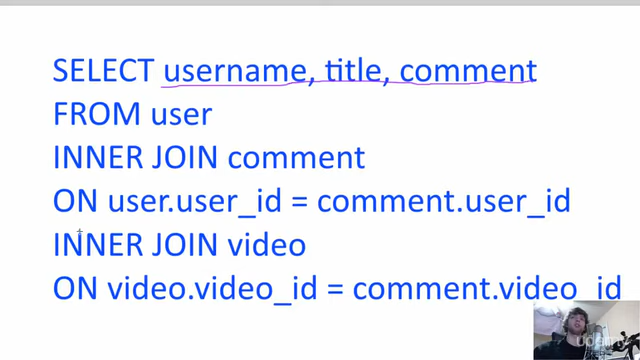 SELECT username, title, comment
FROM user
INNER JOIN comment
ON user.user_id = comment.user_id
INNER JOIN video
ON video.video_id = comment.video_id
udemy